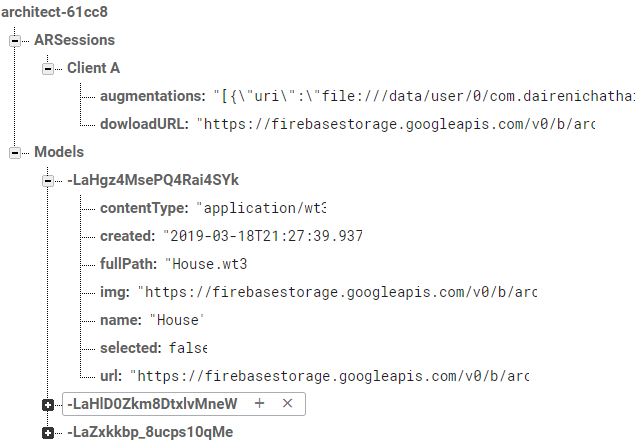 architect-61cc8
ARSessions
Client A
augmentations: "[{\"uri\":\"file:///data/user/0/com.dairenichathai
dowloadURL: "https://firebasestorage.googleapis.com/v0/b/arc
Models
-LaHgz4MsePQ4Rai4SYk
contentType: "application/wt3
created: "2019-03-18T21:27:39.937
fullPath: "House.wt3
img: "https://firebasestorage.googleapis.com/v0/b/arc
name: "House"
selected: false
url: "https://firebasestorage.googleapis.com/v0/b/arc
-LaHlD0Zkm8DtxlvMneW + ×
-LaZxkkbp_8ucps10qMe